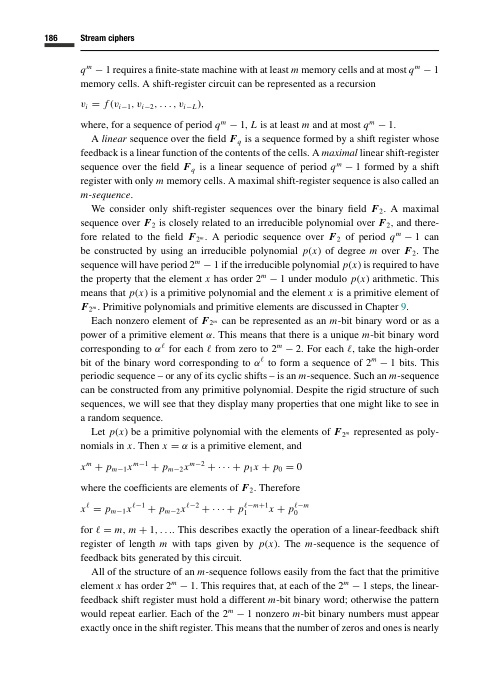 186 Stream ciphers
q^m − 1 requires a finite-state machine with at least m memory cells and at most q^m − 1
memory cells. A shift-register circuit can be represented as a recursion
v_i = f(v_{i−1}, v_{i−2}, . . . , v_{i−L}),
where, for a sequence of period q^m − 1, L is at least m and at most q^m − 1.
A linear sequence over the field F_q is a sequence formed by a shift register whose
feedback is a linear function of the contents of the cells. A maximal linear shift-register
sequence over the field F_q is a linear sequence of period q^m − 1 formed by a shift
register with only m memory cells. A maximal shift-register sequence is also called an
m-sequence.
We consider only shift-register sequences over the binary field F_2. A maximal
sequence over F_2 is closely related to an irreducible polynomial over F_2, and there-
fore related to the field F_{2^m}. A periodic sequence over F_2 of period q^m − 1 can
be constructed by using an irreducible polynomial p(x) of degree m over F_2. The
sequence will have period 2^m − 1 if the irreducible polynomial p(x) is required to have
the property that the element x has order 2^m − 1 under modulo p(x) arithmetic. This
means that p(x) is a primitive polynomial and the element x is a primitive element of
F_{2^m}. Primitive polynomials and primitive elements are discussed in Chapter 9.
Each nonzero element of F_{2^m} can be represented as an m-bit binary word or as a
power of a primitive element α. This means that there is a unique m-bit binary word
corresponding to α^ℓ for each ℓ from zero to 2^m − 2. For each ℓ, take the high-order
bit of the binary word corresponding to α^ℓ to form a sequence of 2^m − 1 bits. This
periodic sequence – or any of its cyclic shifts – is an m-sequence. Such an m-sequence
can be constructed from any primitive polynomial. Despite the rigid structure of such
sequences, we will see that they display many properties that one might like to see in
a random sequence.
Let p(x) be a primitive polynomial with the elements of F_{2^m} represented as poly-
nomials in x. Then x = α is a primitive element, and
x^m + p_{m−1}x^{m−1} + p_{m−2}x^{m−2} + · · · + p_1x + p_0 = 0
where the coefficients are elements of F_2. Therefore
x^ℓ = p_{m−1}x^{ℓ−1} + p_{m−2}x^{ℓ−2} + · · · + p_1^{ℓ−m+1}x + p_0^{ℓ−m}
for ℓ = m, m + 1, . . . . This describes exactly the operation of a linear-feedback shift
register of length m with taps given by p(x). The m-sequence is the sequence of
feedback bits generated by this circuit.
All of the structure of an m-sequence follows easily from the fact that the primitive
element x has order 2^m − 1. This requires that, at each of the 2^m − 1 steps, the linear-
feedback shift register must hold a different m-bit binary word; otherwise the pattern
would repeat earlier. Each of the 2^m − 1 nonzero m-bit binary numbers must appear
exactly once in the shift register. This means that the number of zeros and ones is nearly